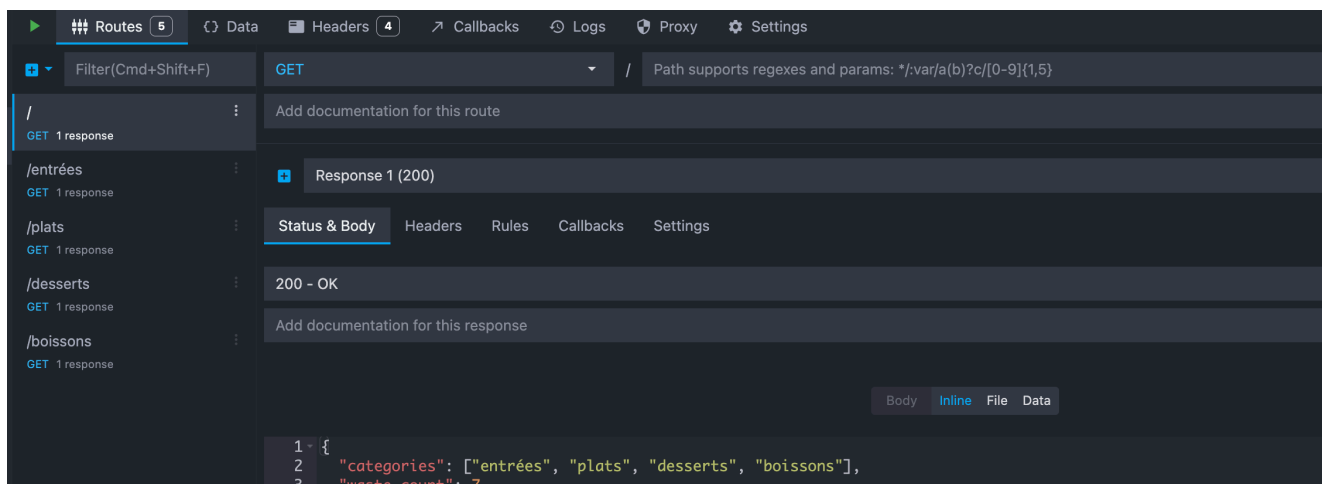 Routes 5 {} Data Headers 4 Callbacks Logs Proxy Settings
Filter(Cmd+Shift+F) GET / Path supports regexes and params: */:var/a(b)?c/[0-9]{1,5}
/
GET 1 response
Add documentation for this route
/entrées
GET 1 response
Response 1 (200)
/plats
GET 1 response
Status & Body Headers Rules Callbacks Settings
/desserts
GET 1 response
200 - OK
/boissons
GET 1 response
Add documentation for this response
Body Inline File Data
1 {
2 "categories": ["entrées", "plats", "desserts", "boissons"],
3 "waste_count": 7